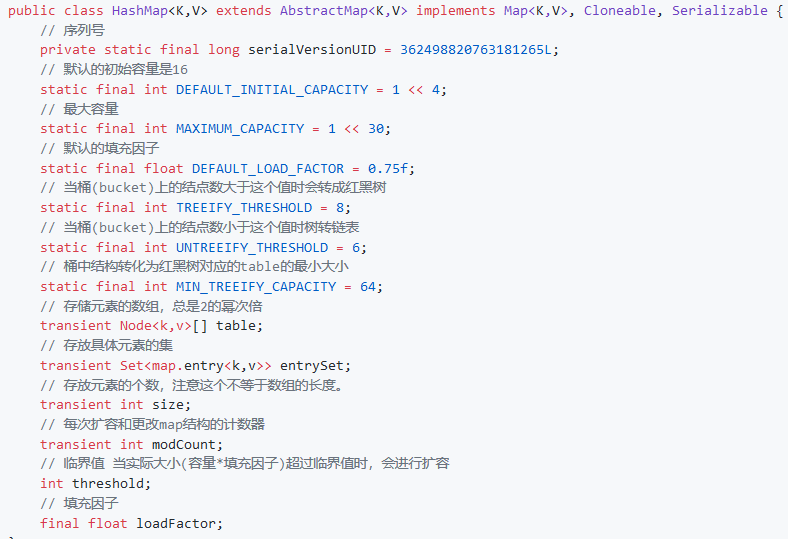 public class HashMap<K,V> extends AbstractMap<K,V> implements Map<K,V>, Cloneable, Serializable {
    // 序列号
    private static final long serialVersionUID = 362498820763181265L;
    // 默认的初始容量是16
    static final int DEFAULT_INITIAL_CAPACITY = 1 << 4;
    // 最大容量
    static final int MAXIMUM_CAPACITY = 1 << 30;
    // 默认的填充因子
    static final float DEFAULT_LOAD_FACTOR = 0.75f;
    // 当桶(bucket)上的结点数大于这个值时会转成红黑树
    static final int TREEIFY_THRESHOLD = 8;
    // 当桶(bucket)上的结点数小于这个值时树转链表
    static final int UNTREEIFY_THRESHOLD = 6;
    // 桶中结构转化为红黑树对应的table的最小大小
    static final int MIN_TREEIFY_CAPACITY = 64;
    // 存储元素的数组，总是2的幂次倍
    transient Node<k,v>[] table;
    // 存放具体元素的集
    transient Set<map.entry<k,v>> entrySet;
    // 存放元素的个数，注意这个不等于数组的长度。
    transient int size;
    // 每次扩容和更改map结构的计数器
    transient int modCount;
    // 临界值 当实际大小(容量*填充因子)超过临界值时，会进行扩容
    int threshold;
    // 填充因子
    final float loadFactor;